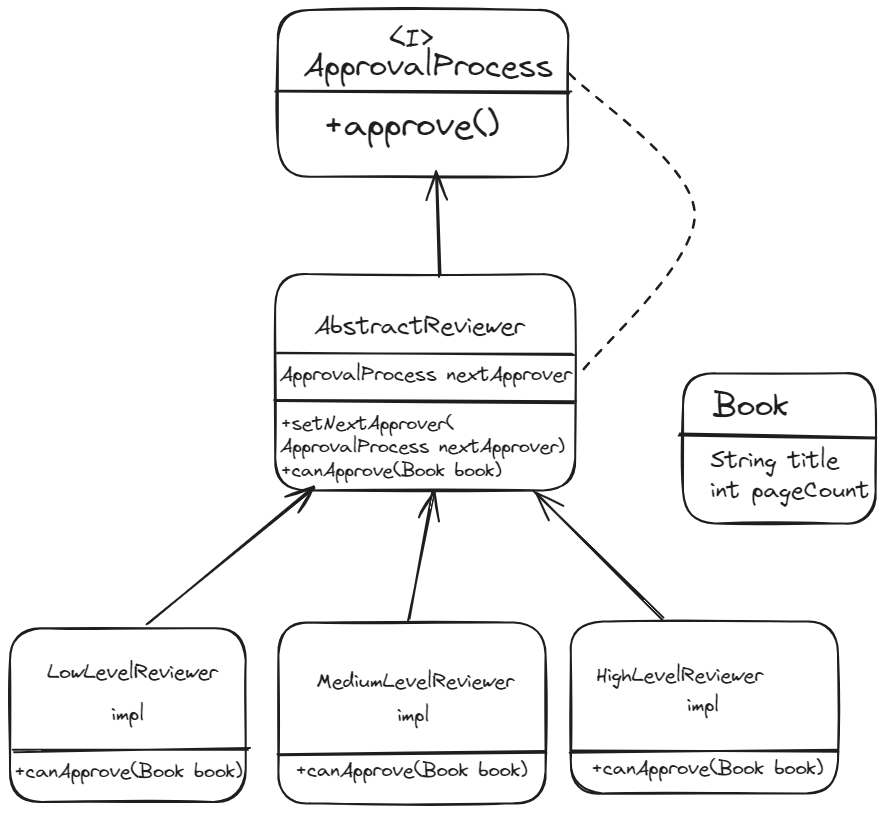 <I>
ApprovalProcess
+approve()
AbstractReviewer
ApprovalProcess nextApprover
+setNextApprover(
ApprovalProcess nextApprover)
+canApprove(Book book)
Book
String title
int pageCount
LowLevelReviewer
impl
+canApprove(Book book)
MediumLevelReviewer
impl
+canApprove(Book book)
HighLevelReviewer
impl
+canApprove(Book book)